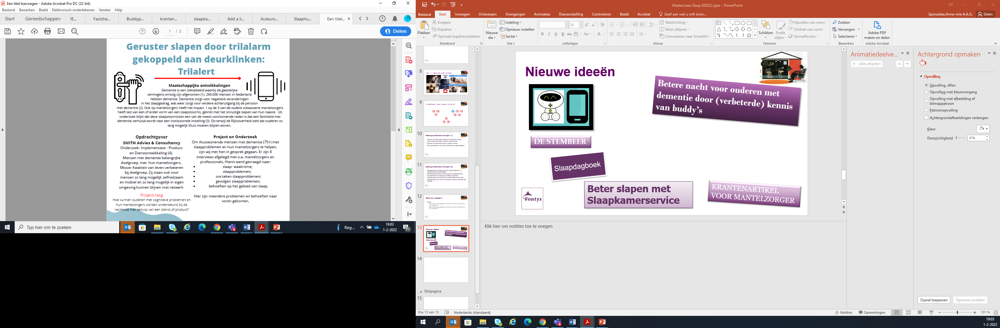 Een titel toevoegen - Adobe Acrobat Pro DC (32-bit)
Bestand Bewerken Beeld Elektronisch ondertekenen Venster Help
Start Gereedschappen Factshe... Buddyp... kranten... slaapka... Add a li... Auteurs... Slaaphu... Een titel...
1 / 2
Delen
Geruster slapen door trilalarm
gekoppeld aan deurklinken:
Trilalert
Maatschappijke ontwikkelingen
Dementie is een ziektebeeld waarbij de geestelijke
vermogens ernstig zijn afgenomen (1). 290.000 mensen in Nederland
hebben dementie. Dementie zorgt voor negatieve veranderingen
in het slaapgedrag, wat weer zorgt voor verdere achteruitgang bij de persoon
met dementie (2). Ook op mantelzorgers heeft het impact. 1 op de 3 van de oudere volwassene mantelzorgers
heeft last van een of ander vorm van een slaapstoornis, gelinkt met het onrustige slapen van hun naaste. Uit
onderzoek blijkt dat deze slaapstoornissen een van de meest voorkomende reden is dat een familielid met
dementie verhuisd wordt naar een institutionele instelling (3). Dit terwijl de Rijksoverheid stelt dat ouderen zo
lang mogelijk thuis moeten blijven wonen.
Opdrachtgever
SMITH Advies & Consultancy
Onderzoek- Implementatie - Product-
en Dienstontwikkeling (4).
Mensen met dementie belangrijke
doelgroep, met hun mantelzorgers.
Missie: Kwaliteit van leven verbeteren
bij doelgroep. Zij staan ook voor
mensen zo lang mogelijk zelfredzaam
en mobiel en zo lang mogelijk in eigen
omgeving kunnen blijven met netwerk
Projectvraag
Hoe kunnen ouderen met cognitieve problemen en
hun mantelzorgers worden ondersteund bij de
nachtrust met behulp van een dienst of product?
Project en Onderzoek
Om thuiswonende mensen met dementie (75+) met
slaapproblemen en hun mantelzorgers te helpen,
zijn wij met hen in gesprek gegaan. Er zijn 8
interviews afgelegd met o.a. mantelzorgers en
professionals. Hierin werd gevraagd naar:
• slaap- waakritme;
• slaapproblemen;
• oorzaken slaapproblemen;
• gevolgen slaapproblemen;
• behoeften op het gebied van slaap.
Hier zijn meerdere problemen en behoeften naar
voren gekomen.
Typ hier om te zoeken
6
Reg...
19:03
1-2-2022
22
Masterclaas Slaap 020222.pptx - PowerPoint
Bestand Start Invoegen Ontwerpen Overgangen Animaties Diavoorstelling Controleren Beeld Acrobat Geef aan wat u wilt doen... Sponselee,Anne-mie A.A.G. Delen
Plakken
Knippen
Kopiëren
Opmaak kopiëren/plakken
Klembord
Nieuwe
dia
Indeling
Opnieuw instellen
Sectie
Dia's
24
B I U S abc AV Aa A
Lettertype
Tekstrichting
Tekst uitlijnen
Converteren naar SmartArt
Alinea
Schikken
Snelle
stijlen
Opvullen van vorm
Omtrek van vorm
Vormeffecten
Tekenen
Zoeken
Vervangen
Selecteren
Bewerken
Adobe PDF
maken en delen
Adobe Acrobat
8
9
10
Belangrijkste bevindingen (1)
11
Belangrijkste bevindingen (2)
12
13
Nieuwe ideeën
14
Slotpagina
15
Nieuwe ideeën
Betere nacht voor ouderen met
dementie door (verbeterde) kennis
van buddy's
DE STEMBEER
Slaapdagboek
Beter slapen met
Slaapkamerservice
KRANTENARTIKEL
VOOR MANTELZORGER
Fontys
Klik hier om notities toe te voegen
Animatiedeelve...
Alles afspelen
Achtergrond opmaken
Opvulling
Opvulling, effen
Opvulling met kleurovergang
Opvulling met afbeelding of
bitmappatroon
Patroonopvulling
Achtergrondafbeeldingen verbergen
Kleur
Doorzichtigheid 0 %
Overal toepassen Opnieuw Instellen
Dia 13 van 15 Nederlands (standaard) Notities Opmerkingen 101 %
6
19:03
1-2-2022